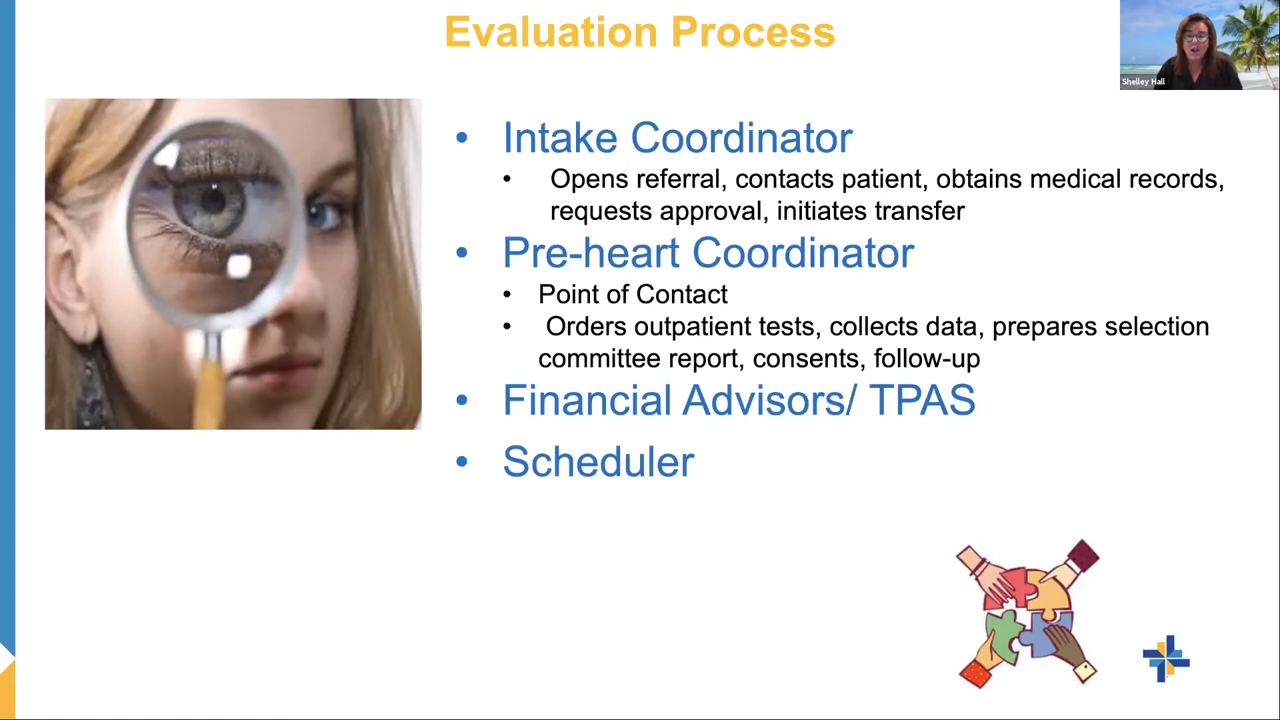 Evaluation Process
Shelley Hall
• Intake Coordinator
• Opens referral, contacts patient, obtains medical records,
requests approval, initiates transfer
• Pre-heart Coordinator
• Point of Contact
• Orders outpatient tests, collects data, prepares selection
committee report, consents, follow-up
• Financial Advisors/ TPAS
• Scheduler